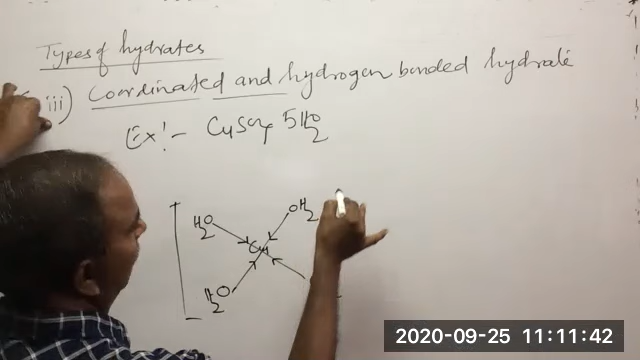 Types of hydrates
iii) Coordinated and hydrogen bonded hydrate
Ex:- CuSO4 5H2O
H2O OH2
Cu
H2O
2020-09-25 11:11:42